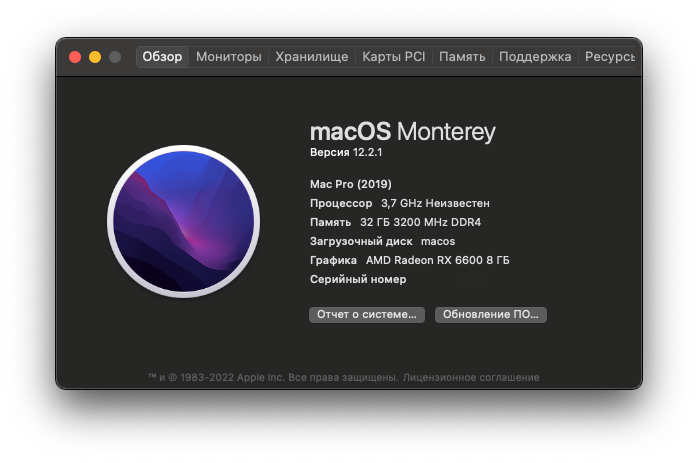 Обзор Мониторы Хранилище Карты PCI Память Поддержка Ресурсы
macOS Monterey
Версия 12.2.1
Mac Pro (2019)
Процессор 3,7 GHz Неизвестен
Память 32 ГБ 3200 MHz DDR4
Загрузочный диск macos
Графика AMD Radeon RX 6600 8 ГБ
Серийный номер
Отчет о системе... Обновление ПО...
™ и © 1983-2022 Apple Inc. Все права защищены. Лицензионное соглашение